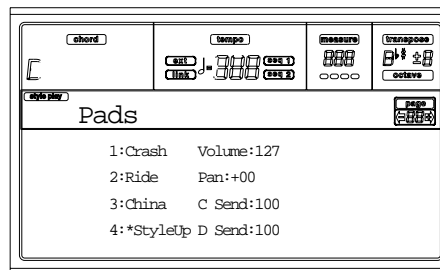 chord tempo measure transpose
ext seq 1
link seq 2
octave
style play page
Pads
1:Crash Volume:127
2:Ride Pan:+00
3:China C Send:100
4:*StyleUp D Send:100